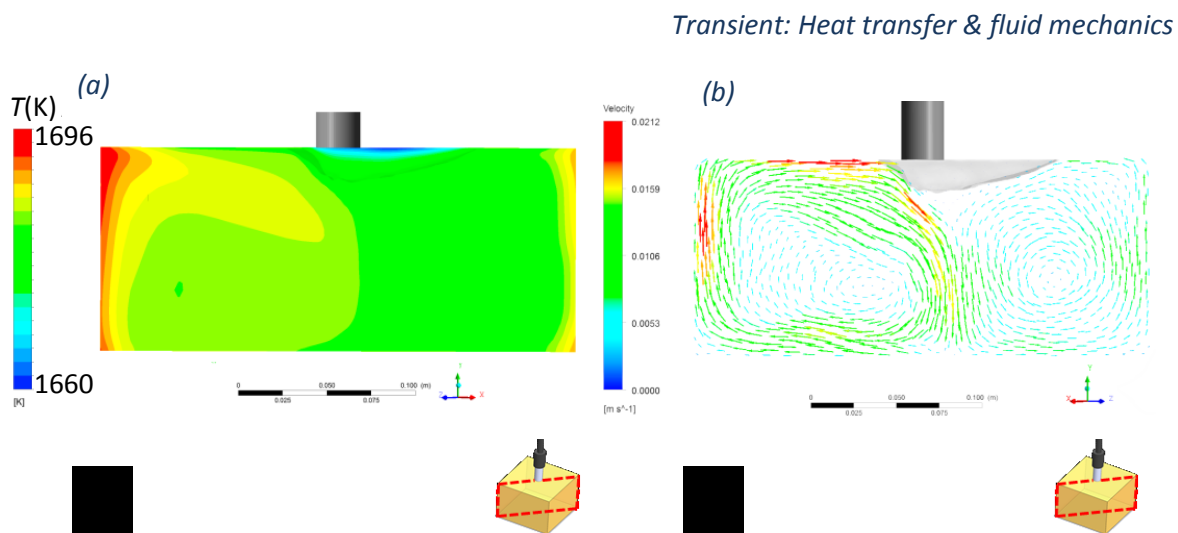 Transient: Heat transfer & fluid mechanics
(a)
T(K)
1696
1660
[K]
0
0.050
0.100 (m)
0.025
0.075
Y
Z
X
(b)
Velocity
0.0212
0.0159
0.0106
0.0053
0.0000
[m s^-1]
0
0.050
0.100 (m)
0.025
0.075
Y
X
Z